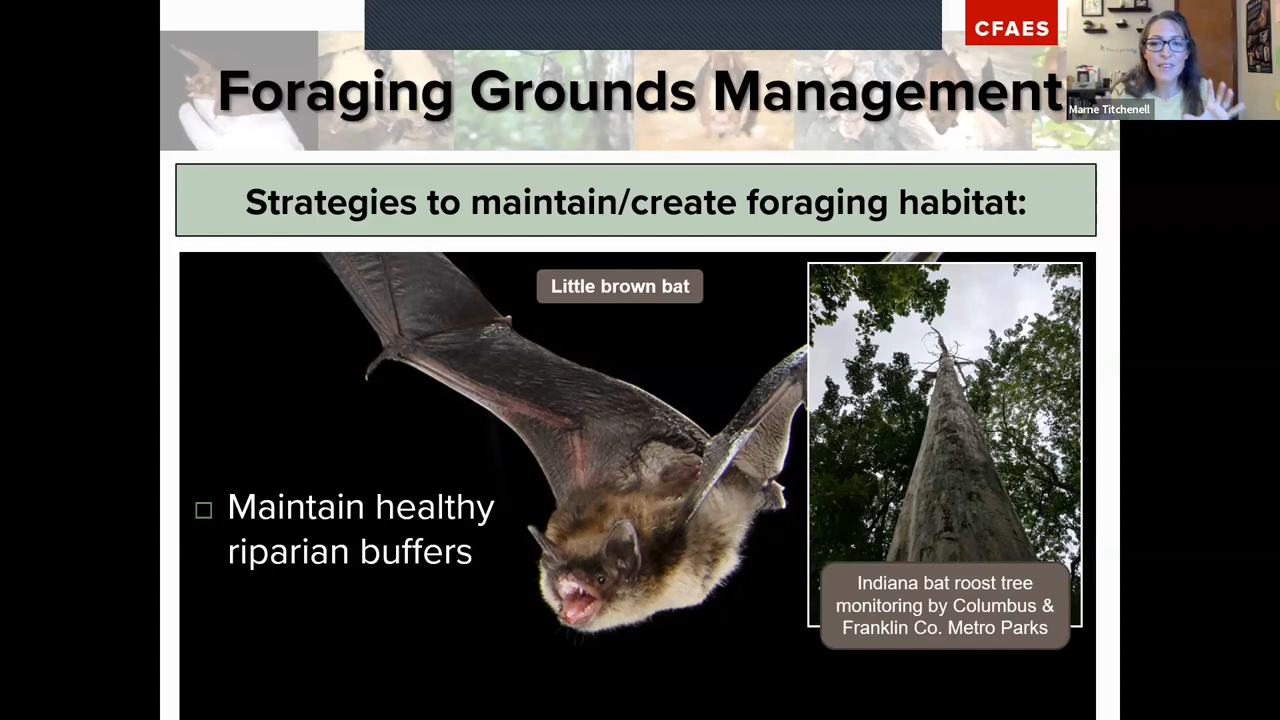 CFAES
Foraging Grounds Management
Marne Titchenell
Strategies to maintain/create foraging habitat:
Little brown bat
Maintain healthy
riparian buffers
Indiana bat roost tree
monitoring by Columbus &
Franklin Co. Metro Parks